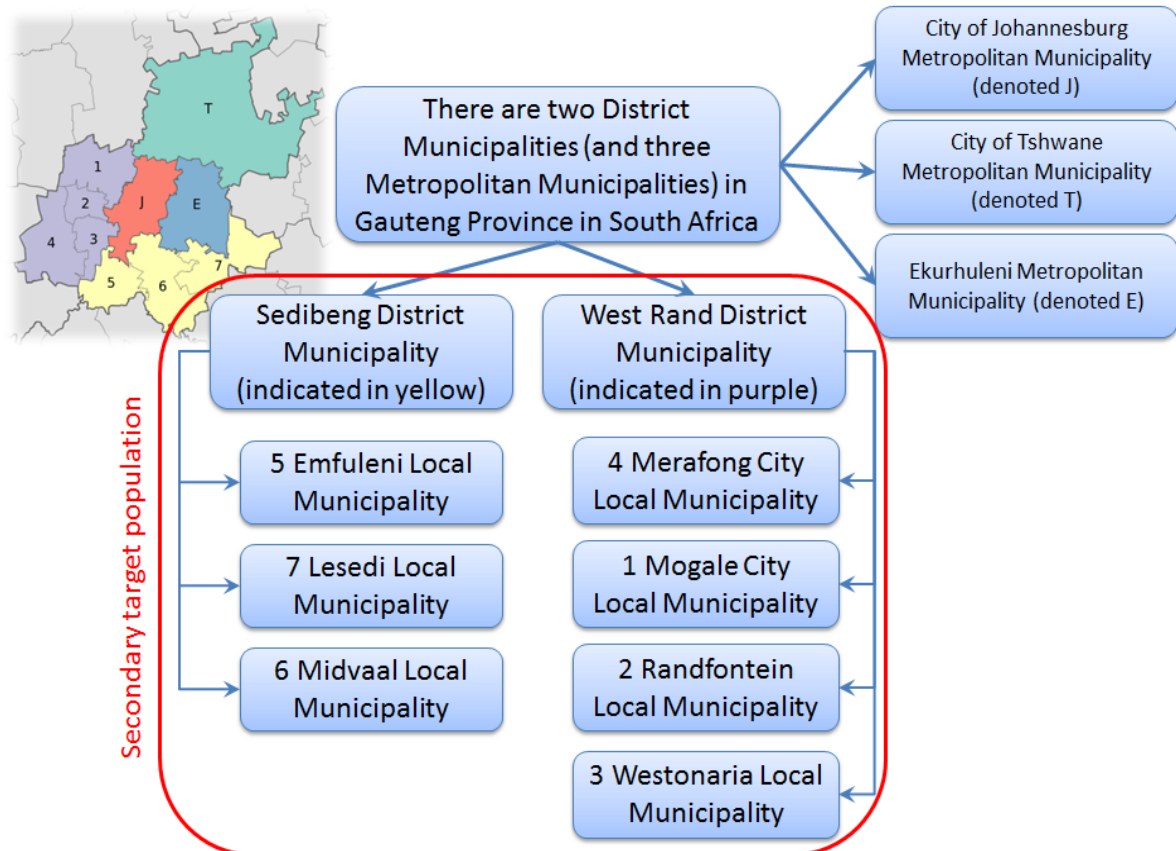 T
1
2
J
E
4
3
5
6
7
There are two District
Municipalities (and three
Metropolitan Municipalities) in
Gauteng Province in South Africa
City of Johannesburg
Metropolitan Municipality
(denoted J)
City of Tshwane
Metropolitan Municipality
(denoted T)
Ekurhuleni Metropolitan
Municipality (denoted E)
Secondary target population
Sedibeng District
Municipality
(indicated in yellow)
5 Emfuleni Local
Municipality
7 Lesedi Local
Municipality
6 Midvaal Local
Municipality
West Rand District
Municipality
(indicated in purple)
4 Merafong City
Local Municipality
1 Mogale City
Local Municipality
2 Randfontein
Local Municipality
3 Westonaria Local
Municipality